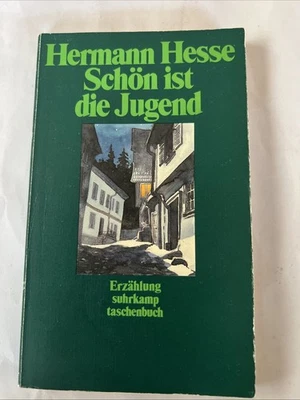 Hermann Hesse
Schön ist
die Jugend
Erzählung
suhrkamp
taschenbuch